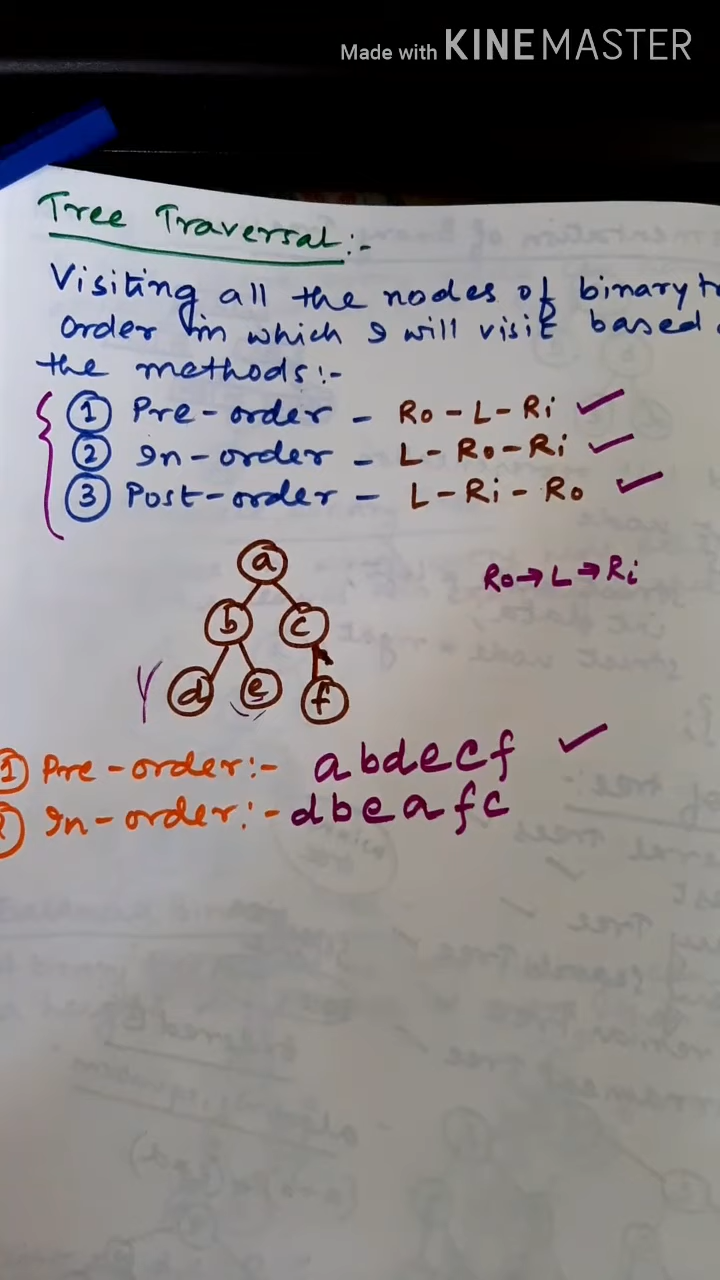 Made with KINEMASTER
Tree Traversal:-
Visiting all the nodes of binary
order in which I will visit based
the methods:-
① Pre-order - Ro-L-Ri ✓
② In-order - L-Ro-Ri ✓
③ Post-order - L-Ri-Ro ✓
a
Ro→L→Ri
b c
d e f
1) Pre-order:- abdecf ✓
In-order:- dbeafc